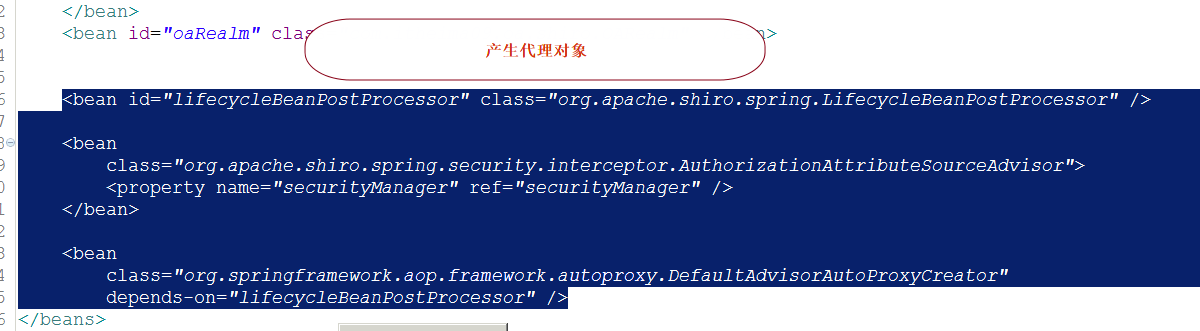 2 </bean>
3 <bean id="oaRealm" clas n>
产生代理对象
4
5
6 <bean id="lifecycleBeanPostProcessor" class="org.apache.shiro.spring.LifecycleBeanPostProcessor" />
7
8 <bean
9 class="org.apache.shiro.spring.security.interceptor.AuthorizationAttributeSourceAdvisor">
0 <property name="securityManager" ref="securityManager" />
1 </bean>
2
3 <bean
4 class="org.springframework.aop.framework.autoproxy.DefaultAdvisorAutoProxyCreator"
5 depends-on="lifecycleBeanPostProcessor" />
6 </beans>